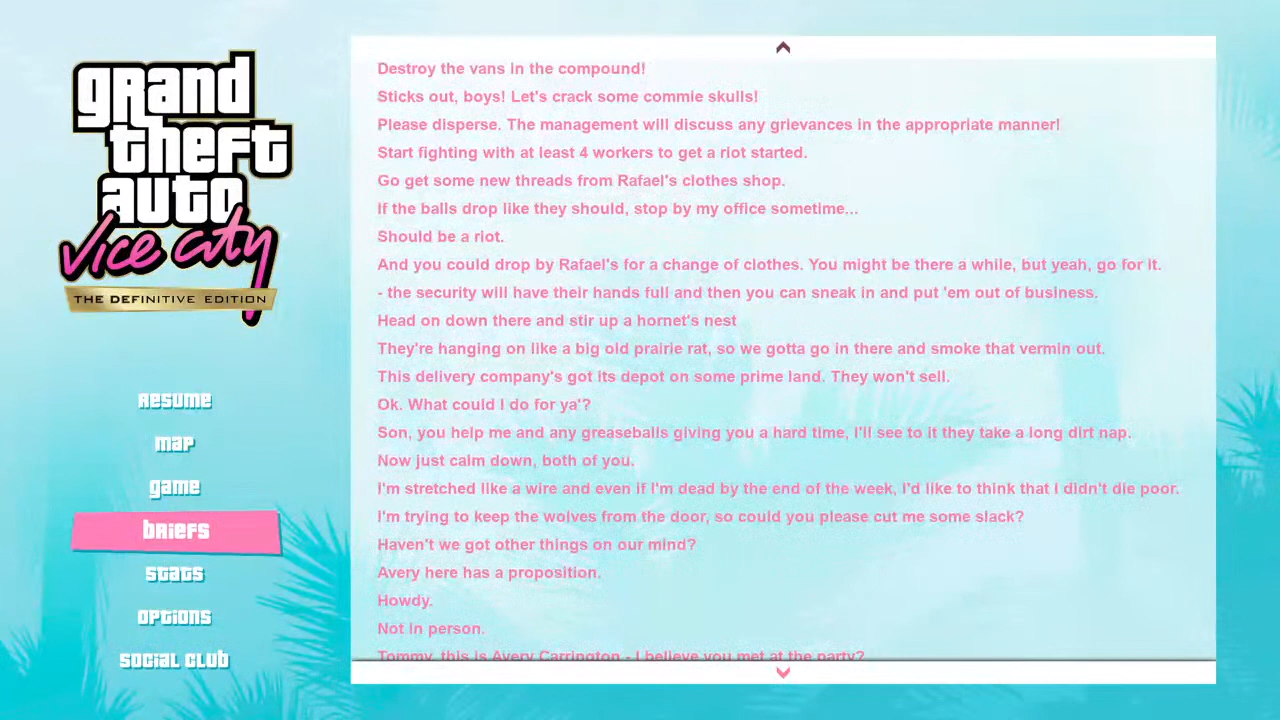 grand
theft
auto
vice city
THE DEFINITIVE EDITION
RESUME
MAP
GAME
BRIEFS
STATS
OPTIONS
SOCIAL CLUB
Destroy the vans in the compound!
Sticks out, boys! Let's crack some commie skulls!
Please disperse. The management will discuss any grievances in the appropriate manner!
Start fighting with at least 4 workers to get a riot started.
Go get some new threads from Rafael's clothes shop.
If the balls drop like they should, stop by my office sometime...
Should be a riot.
And you could drop by Rafael's for a change of clothes. You might be there a while, but yeah, go for it.
- the security will have their hands full and then you can sneak in and put 'em out of business.
Head on down there and stir up a hornet's nest
They're hanging on like a big old prairie rat, so we gotta go in there and smoke that vermin out.
This delivery company's got its depot on some prime land. They won't sell.
Ok. What could I do for ya'?
Son, you help me and any greaseballs giving you a hard time, I'll see to it they take a long dirt nap.
Now just calm down, both of you.
I'm stretched like a wire and even if I'm dead by the end of the week, I'd like to think that I didn't die poor.
I'm trying to keep the wolves from the door, so could you please cut me some slack?
Haven't we got other things on our mind?
Avery here has a proposition.
Howdy.
Not in person.
Tommy, this is Avery Carrington - I believe you met at the party?